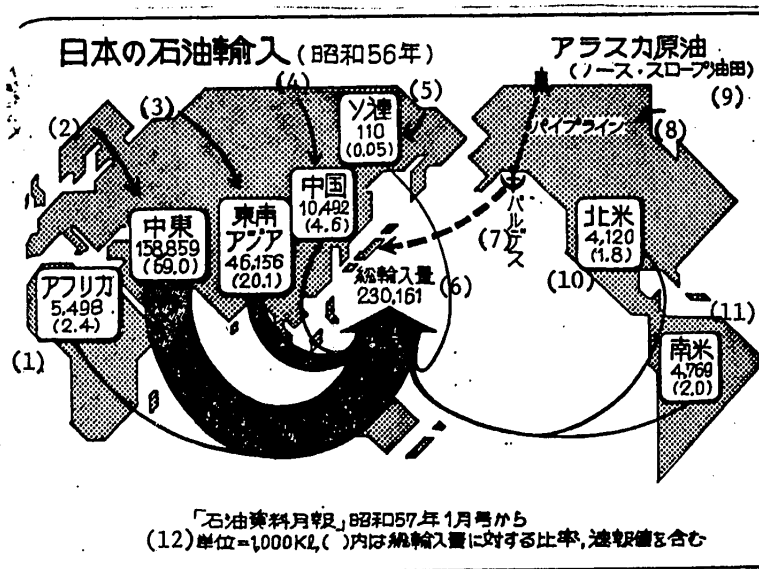 日本の石油輸入(昭和56年)
アラスカ原油
(ノース・スロープ油田)
(1)
アフリカ
5,498
(2.4)
(2)
中東
158,859
(69.0)
(3)
東南
アジア
46,156
(20.1)
(4)
中国
10,492
(4.6)
(5)
ソ連
110
(0.05)
(6)
総輸入量
230,161
(7)
バルデス
(8)
パイプライン
(9)
(10)
北米
4,120
(1.8)
(11)
南米
4,769
(2.0)
「石油資料月報」昭和57年1月号から
(12)単位=1,000Kl,( )内は総輸入量に対する比率,速報値を含む